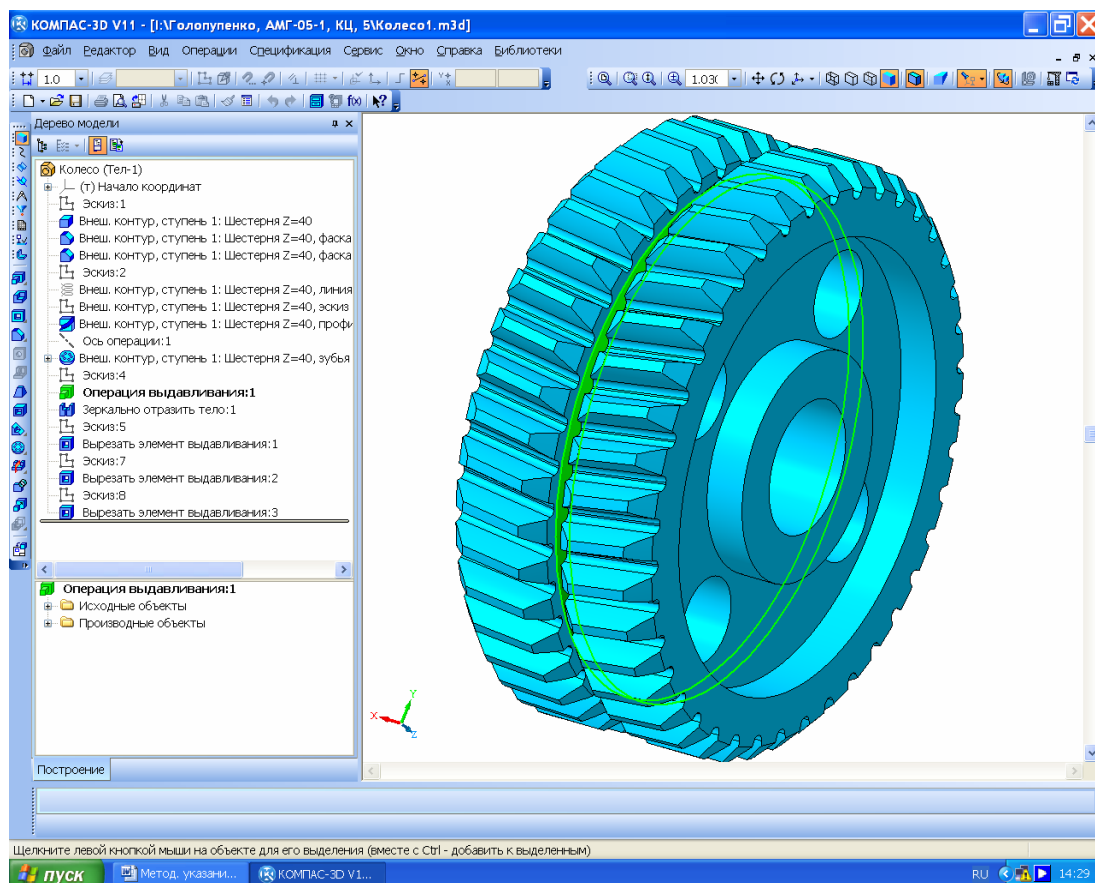 КОМПАС-3D V11 - [I:\Голопупенко, АМГ-05-1, КЦ, 5\Колесо1.m3d]
Файл Редактор Вид Операции Спецификация Сервис Окно Справка Библиотеки
1.0
1.03(
f(x)
Дерево модели
Колесо (Тел-1)
(т) Начало координат
Эскиз:1
Внеш. контур, ступень 1: Шестерня Z=40
Внеш. контур, ступень 1: Шестерня Z=40, фаска
Внеш. контур, ступень 1: Шестерня Z=40, фаска
Эскиз:2
Внеш. контур, ступень 1: Шестерня Z=40, линия
Внеш. контур, ступень 1: Шестерня Z=40, эскиз
Внеш. контур, ступень 1: Шестерня Z=40, профи
Ось операции:1
Внеш. контур, ступень 1: Шестерня Z=40, зубья
Эскиз:4
Операция выдавливания:1
Зеркально отразить тело:1
Эскиз:5
Вырезать элемент выдавливания:1
Эскиз:7
Вырезать элемент выдавливания:2
Эскиз:8
Вырезать элемент выдавливания:3
Операция выдавливания:1
Исходные объекты
Производные объекты
Y
X
Z
Построение
Щелкните левой кнопкой мыши на объекте для его выделения (вместе с Ctrl - добавить к выделенным)
пуск Метод. указани... КОМПАС-3D V1... RU 14:29